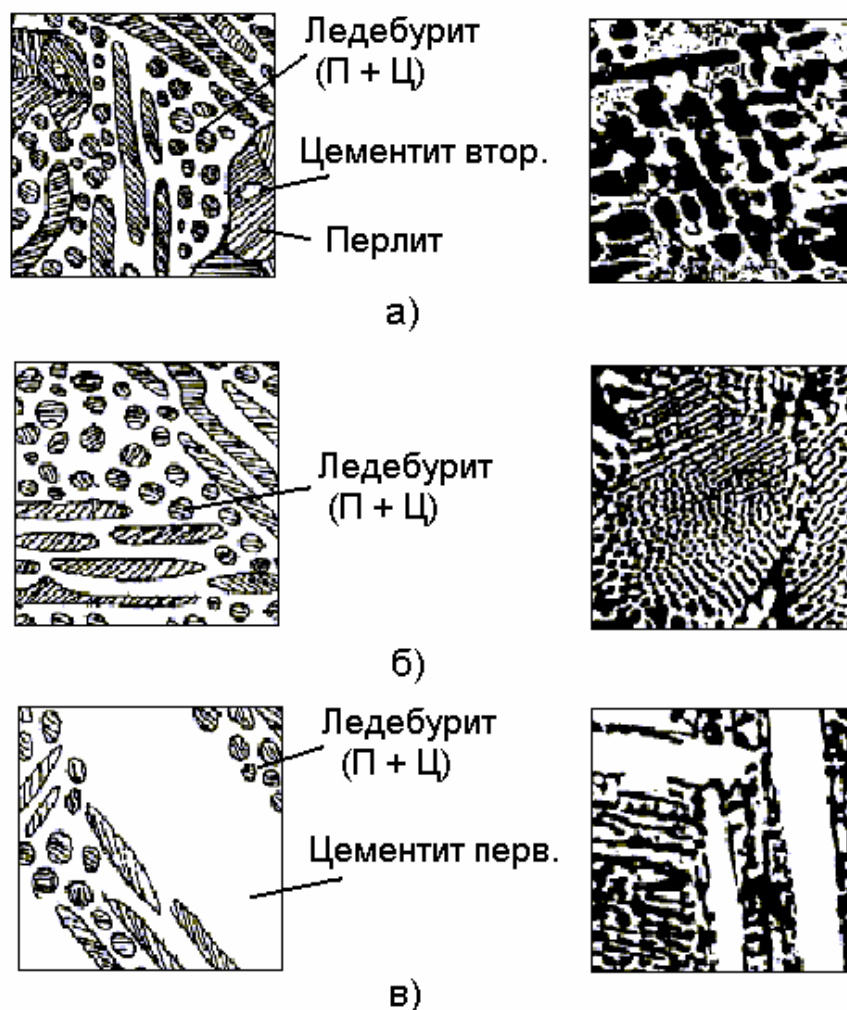 Ледебурит
(П + Ц)
Цементит втор.
Перлит
а)
Ледебурит
(П + Ц)
б)
Ледебурит
(П + Ц)
Цементит перв.
в)